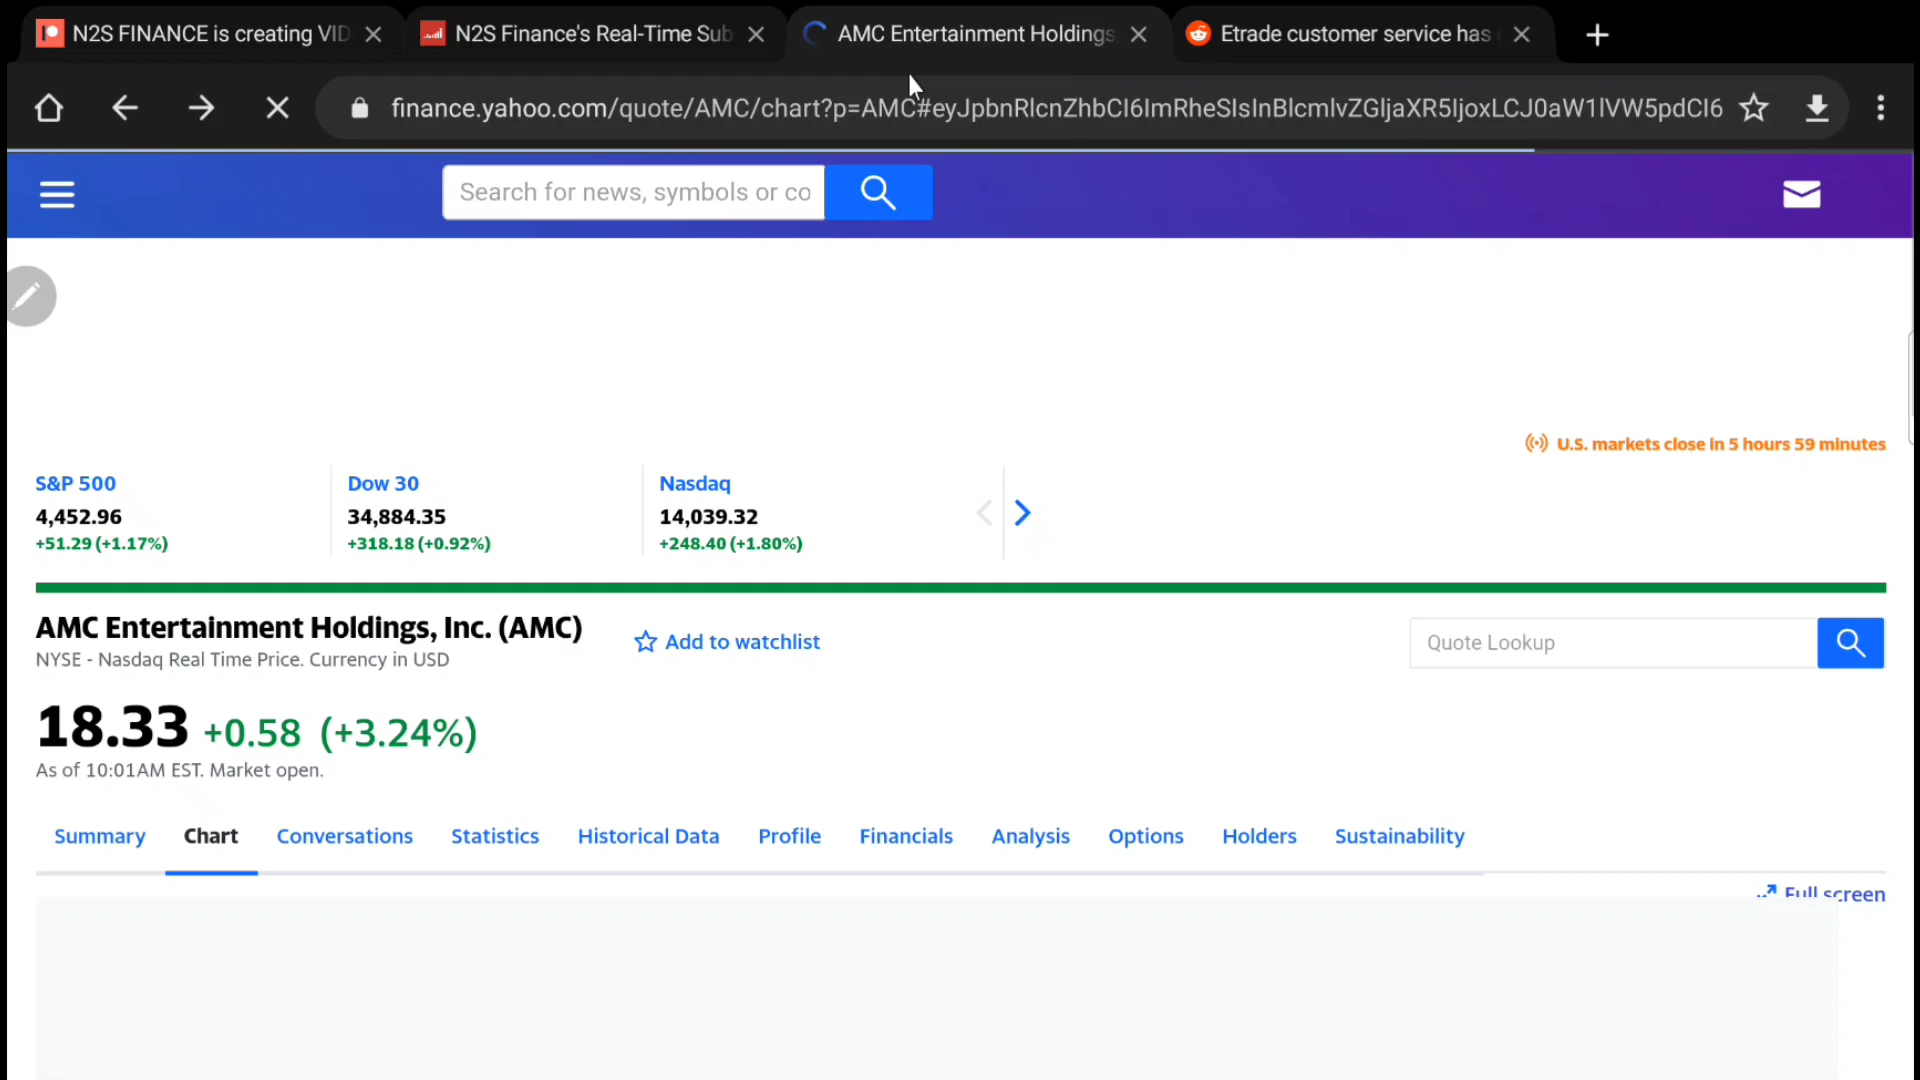 N2S FINANCE is creating VID
N2S Finance's Real-Time Sub
AMC Entertainment Holdings
Etrade customer service has
finance.yahoo.com/quote/AMC/chart?p=AMC#eyJpbnRlcnZhbCI6ImRheSIsInBlcmlvZGljaXR5IjoxLCJ0aW1lVW5pdCI6
Search for news, symbols or co
U.S. markets close in 5 hours 59 minutes
S&P 500
4,452.96
+51.29 (+1.17%)
Dow 30
34,884.35
+318.18 (+0.92%)
Nasdaq
14,039.32
+248.40 (+1.80%)
AMC Entertainment Holdings, Inc. (AMC)
NYSE - Nasdaq Real Time Price. Currency in USD
Add to watchlist
Quote Lookup
18.33 +0.58 (+3.24%)
As of 10:01AM EST. Market open.
Summary Chart Conversations Statistics Historical Data Profile Financials Analysis Options Holders Sustainability
Full screen